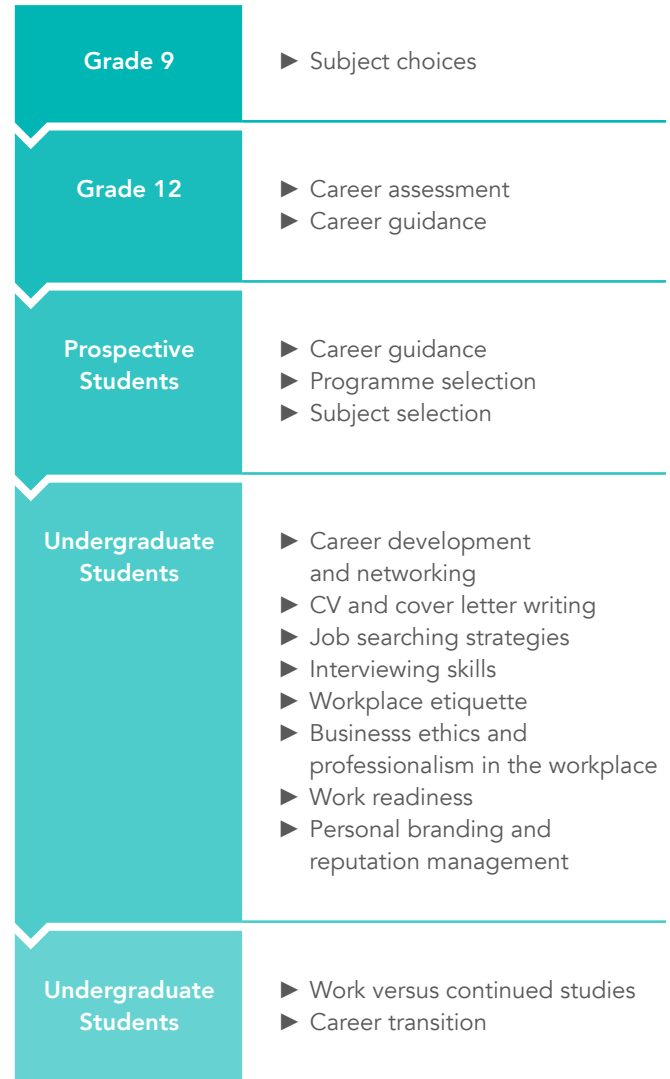 Grade 9
► Subject choices
Grade 12
► Career assessment
► Career guidance
Prospective
Students
► Career guidance
► Programme selection
► Subject selection
Undergraduate
Students
► Career development
and networking
► CV and cover letter writing
► Job searching strategies
► Interviewing skills
► Workplace etiquette
► Businesss ethics and
professionalism in the workplace
► Work readiness
► Personal branding and
reputation management
Undergraduate
Students
► Work versus continued studies
► Career transition